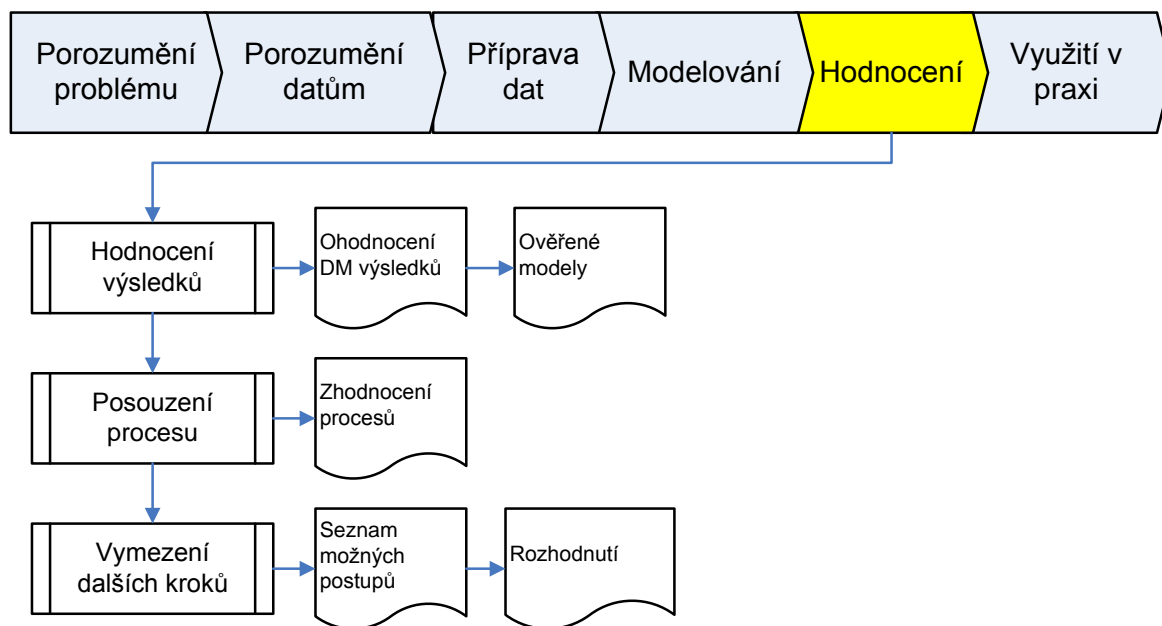 Porozumění
problému
Porozumění
datům
Příprava
dat
Modelování
Hodnocení
Využití v
praxi
Hodnocení
výsledků
Ohodnocení
DM výsledků
Ověřené
modely
Posouzení
procesu
Zhodnocení
procesů
Vymezení
dalších kroků
Seznam
možných
postupů
Rozhodnutí